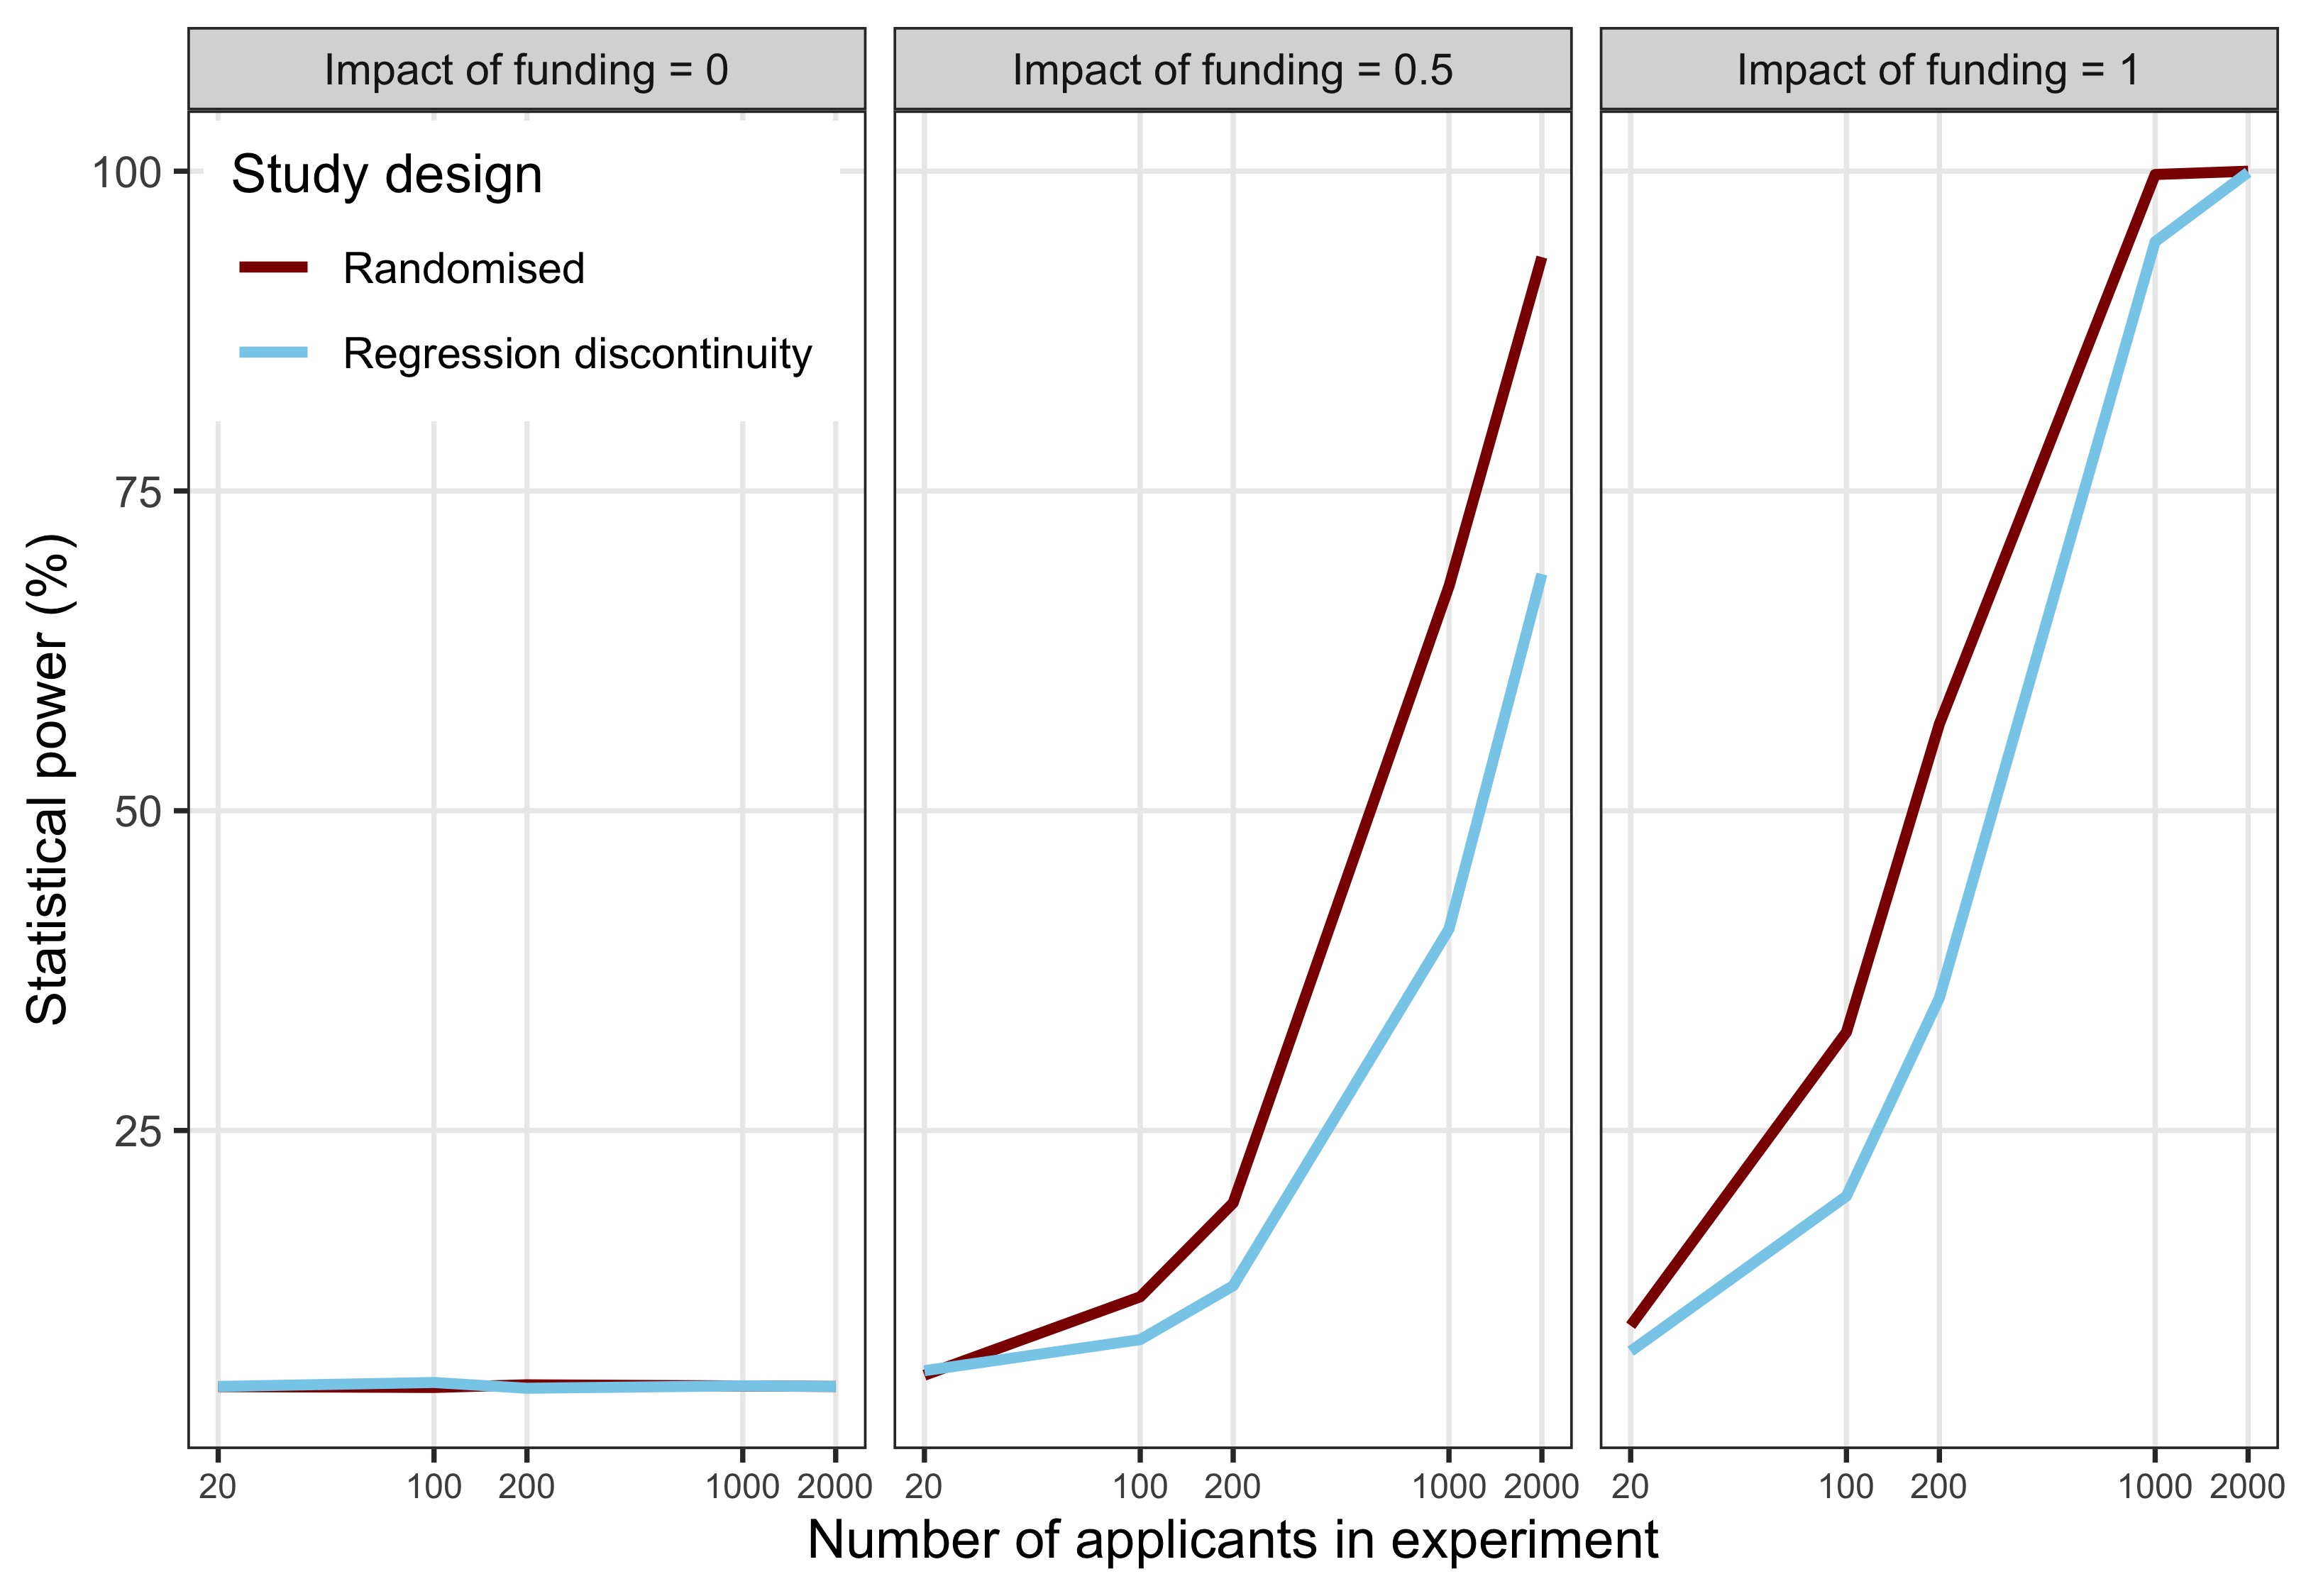 Impact of funding = 0
Impact of funding = 0.5
Impact of funding = 1
Study design
Randomised
Regression discontinuity
Statistical power (%)
100
75
50
25
20 100 200 1000 2000
20 100 200 1000 2000
20 100 200 1000 2000
Number of applicants in experiment